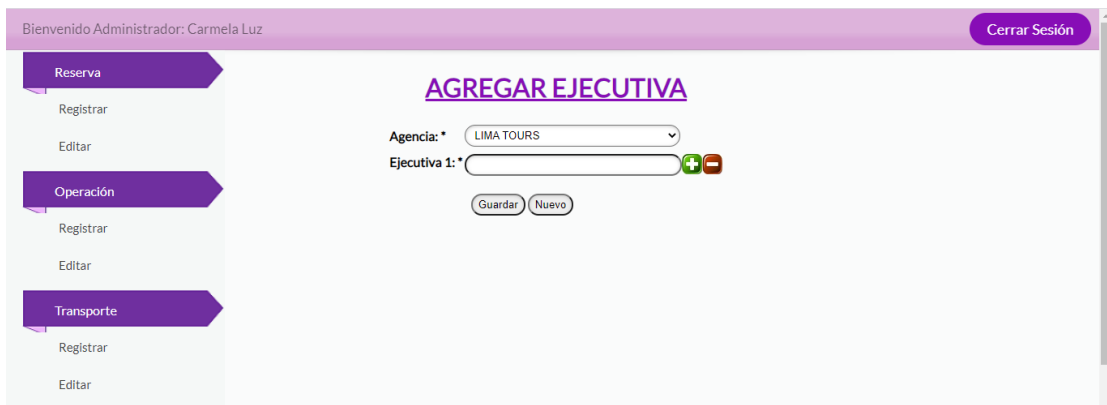 Bienvenido Administrador: Carmela Luz
Cerrar Sesión
Reserva
Registrar
Editar
Operación
Registrar
Editar
Transporte
Registrar
Editar
AGREGAR EJECUTIVA
Agencia: * LIMA TOURS
Ejecutiva 1: *
Guardar Nuevo